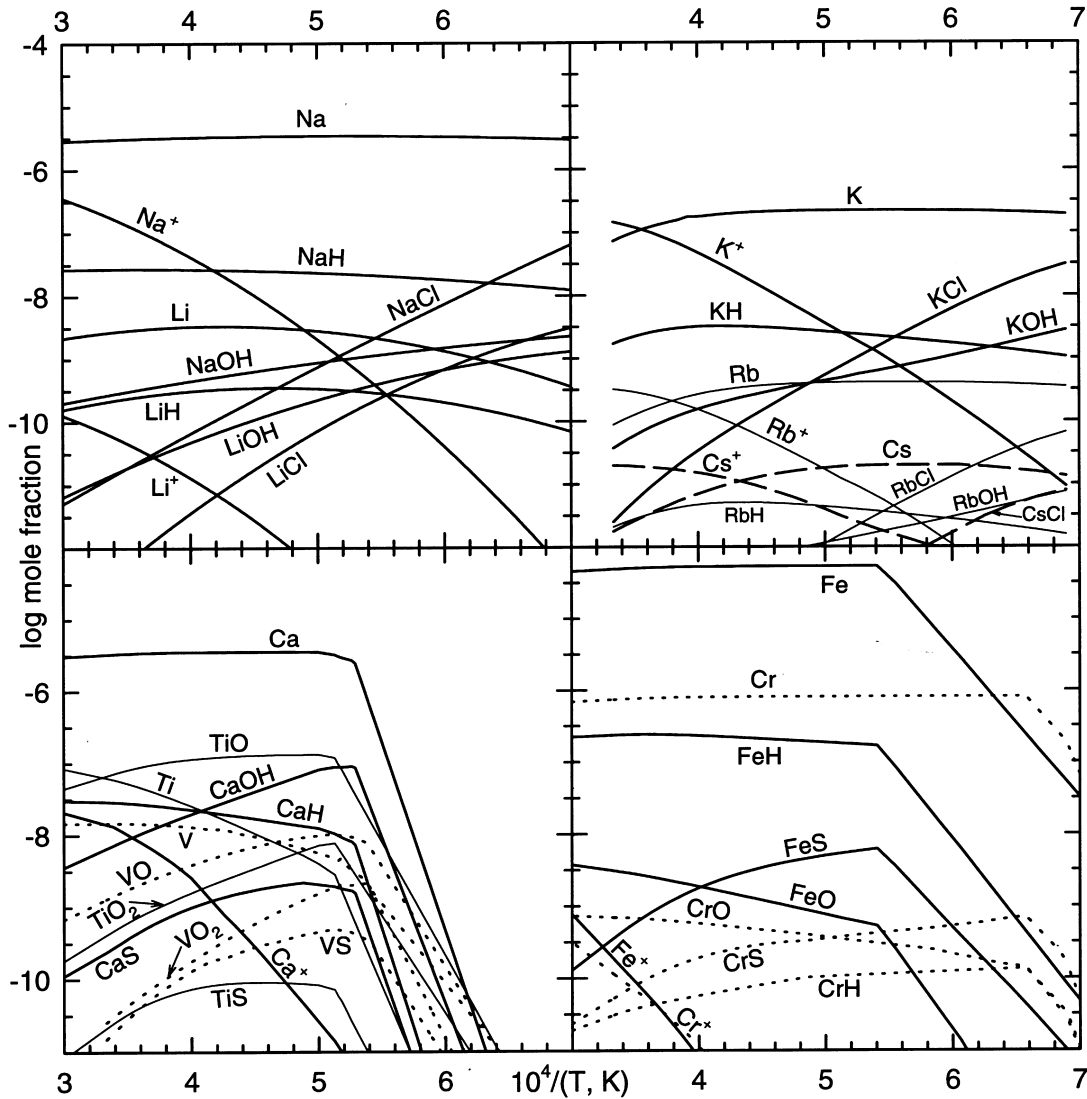 3 4 5 6 4 5 6 7
-4
Na
-6
Na⁺
K
K⁺
NaH
NaCl
KCl
-8
Li
KH
KOH
NaOH
Rb
LiH
-10
LiOH
Rb⁺
Cs⁺
Cs
LiCl
Li⁺
RbCl
RbOH
RbH
CsCl
log mole fraction
Fe
Ca
-6
Cr
TiO
FeH
Ti
CaOH
CaH
-8
V
FeS
VO
FeO
TiO₂
CrO
VO₂
VS
Fe⁺
CaS
Ca⁺
CrS
-10
TiS
CrH
Cr⁺
3 4 5 6 10⁴/(T, K) 4 5 6 7